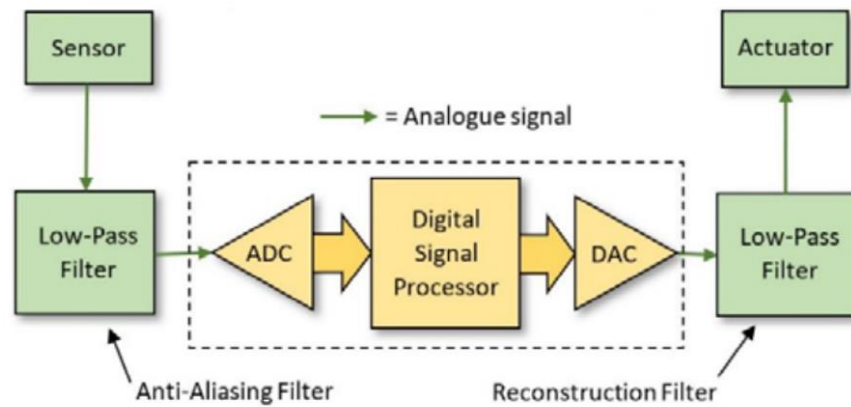 Sensor
Actuator
= Analogue signal
Low-Pass
Filter
ADC
Digital
Signal
Processor
DAC
Low-Pass
Filter
Anti-Aliasing Filter
Reconstruction Filter